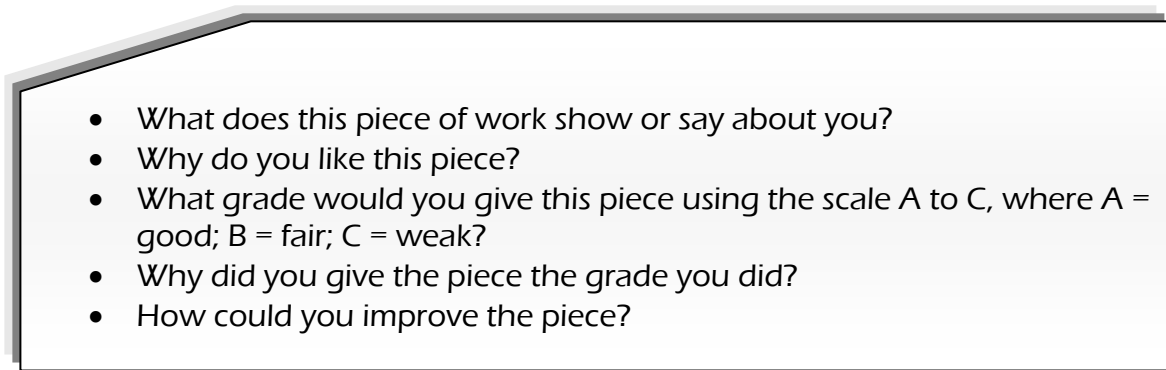 • What does this piece of work show or say about you?
• Why do you like this piece?
• What grade would you give this piece using the scale A to C, where A =
good; B = fair; C = weak?
• Why did you give the piece the grade you did?
• How could you improve the piece?